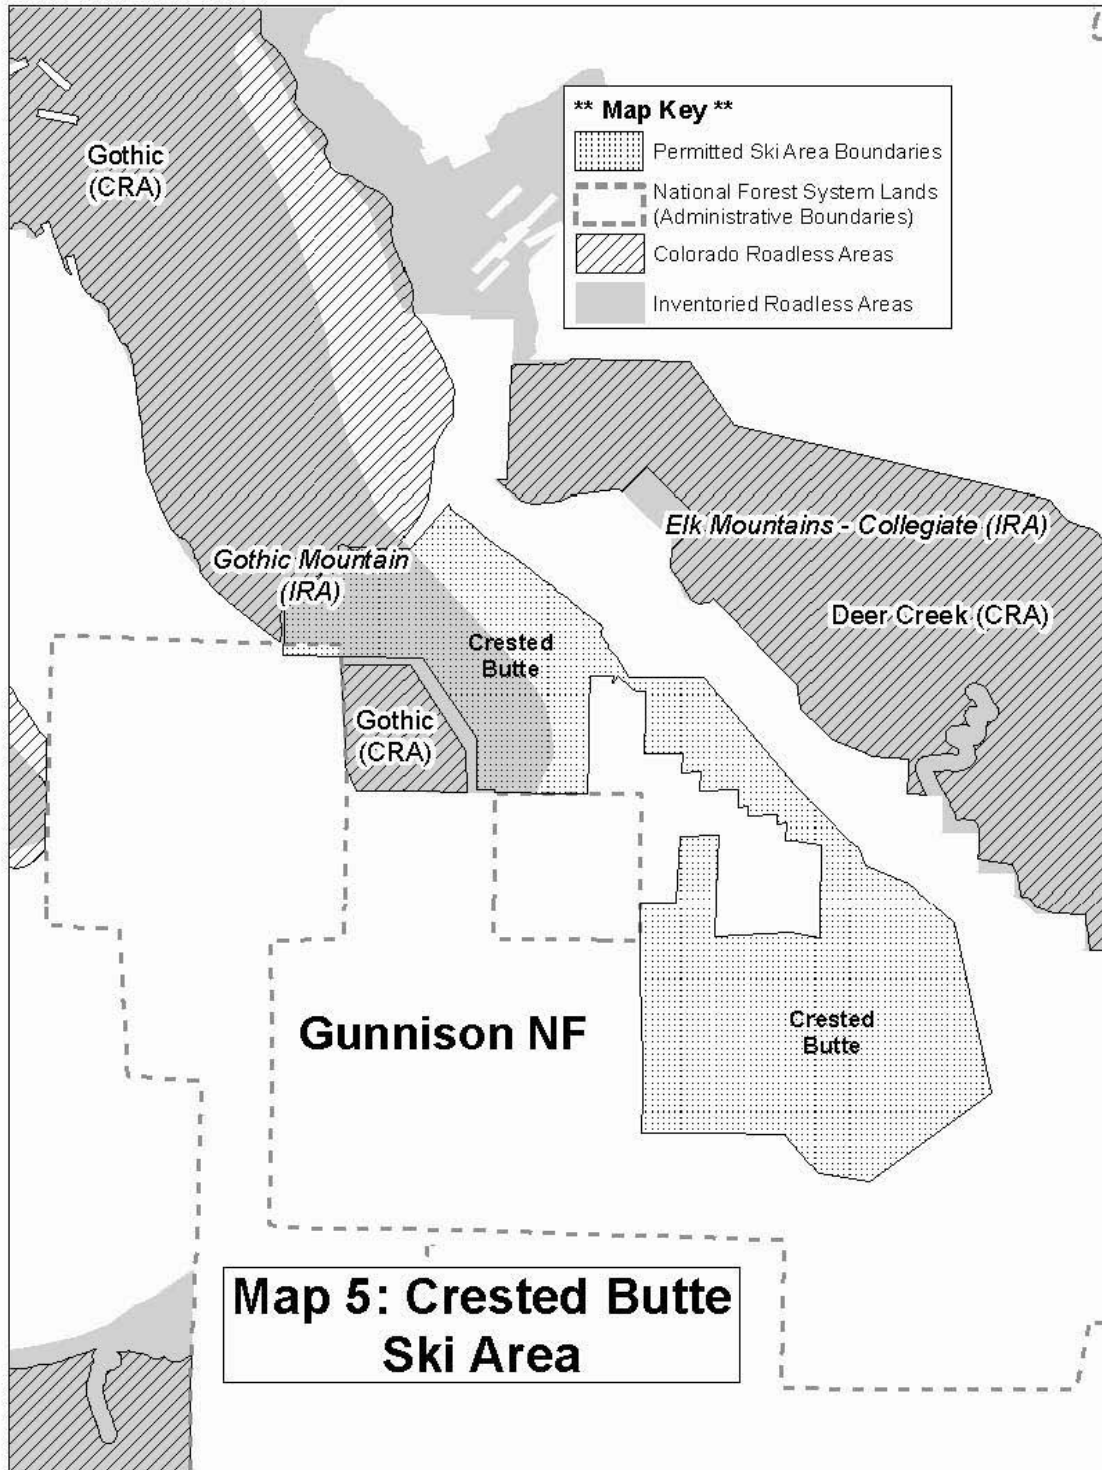 ** Map Key **
Permitted Ski Area Boundaries
National Forest System Lands
(Administrative Boundaries)
Colorado Roadless Areas
Inventoried Roadless Areas
Gothic
(CRA)
Elk Mountains - Collegiate (IRA)
Gothic Mountain
(IRA)
Deer Creek (CRA)
Crested
Butte
Gothic
(CRA)
Crested
Butte
Gunnison NF
Map 5: Crested Butte
Ski Area